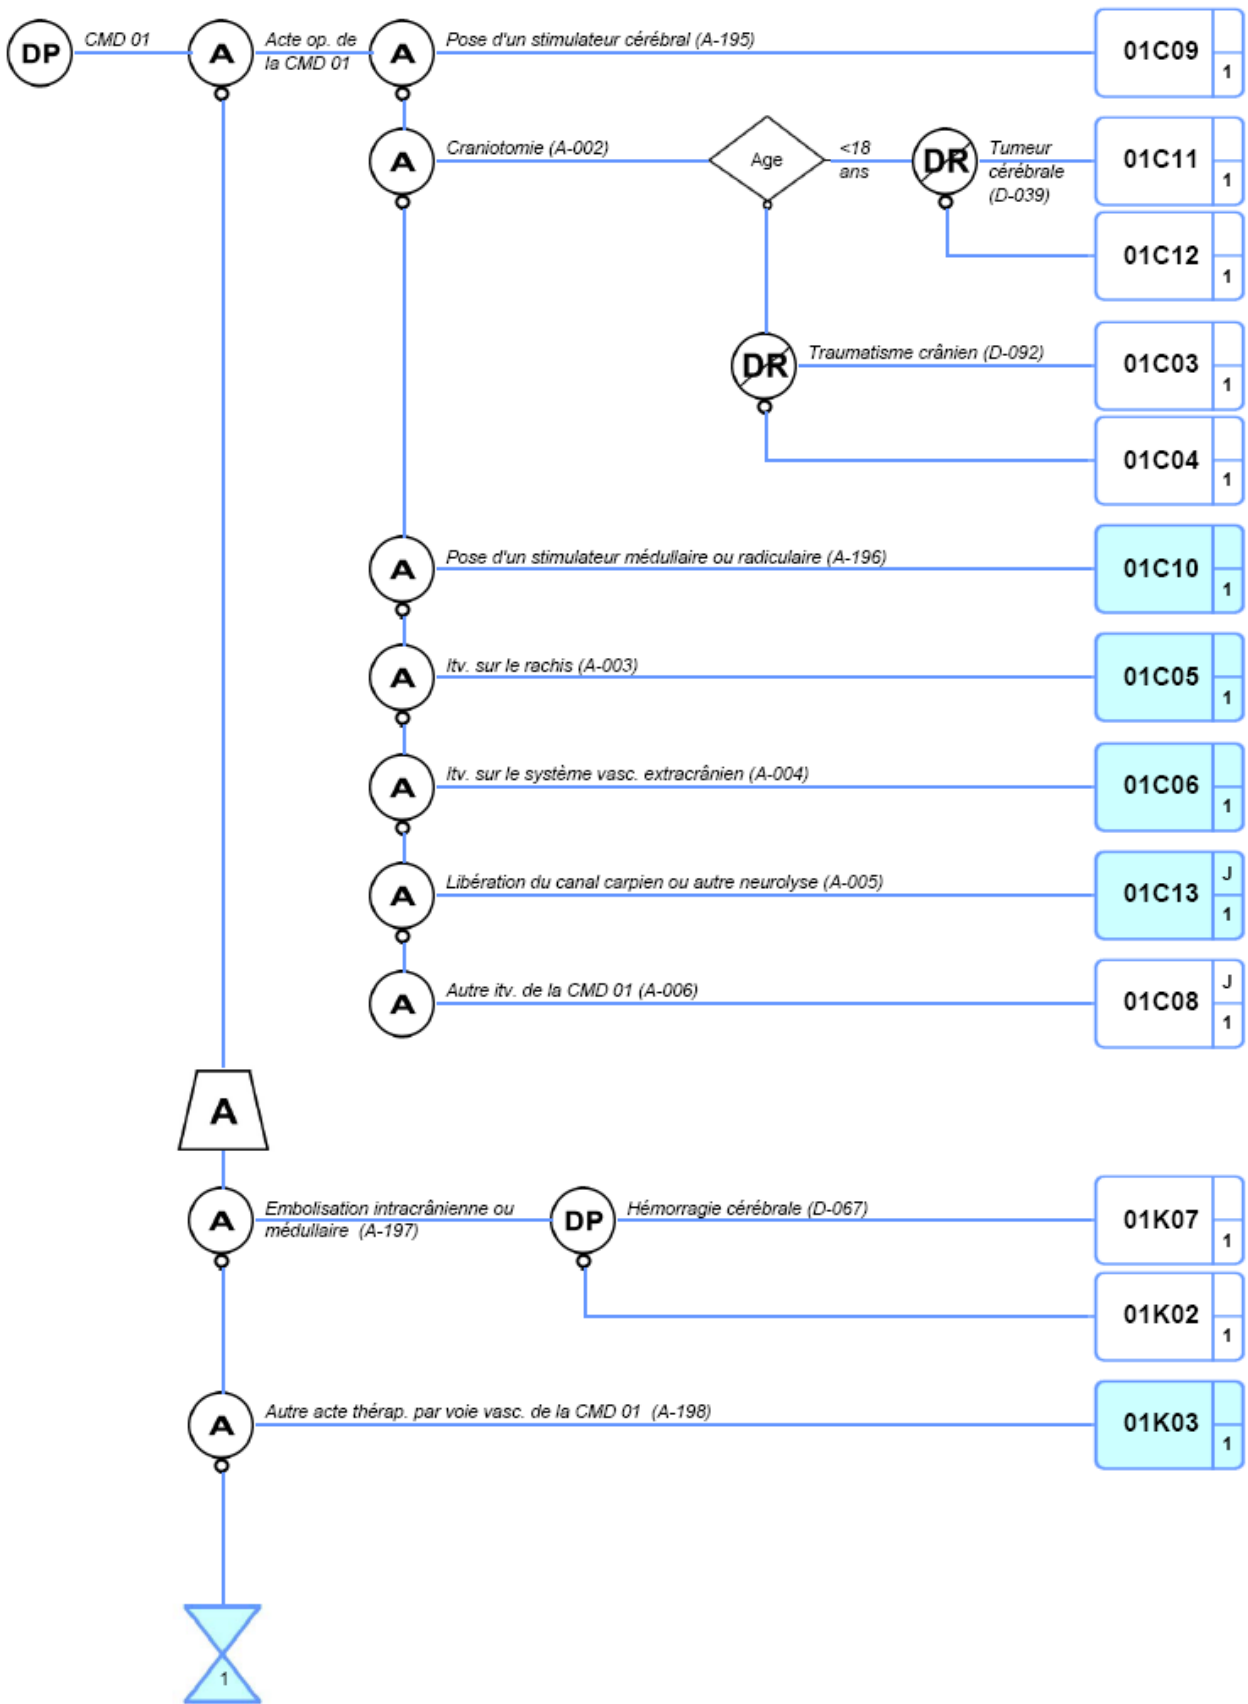 DP
CMD 01
A
Acte op. de
la CMD 01
A
Pose d'un stimulateur cérébral (A-195)
01C09
1
A
Craniotomie (A-002)
Age
<18
ans
DR
Tumeur
cérébrale
(D-039)
01C11
1
01C12
1
DR
Traumatisme crânien (D-092)
01C03
1
01C04
1
A
Pose d'un stimulateur médullaire ou radiculaire (A-196)
01C10
1
A
Itv. sur le rachis (A-003)
01C05
1
A
Itv. sur le système vasc. extracrânien (A-004)
01C06
1
A
Libération du canal carpien ou autre neurolyse (A-005)
01C13
J
1
A
Autre itv. de la CMD 01 (A-006)
01C08
J
1
A
A
Embolisation intracrânienne ou
médullaire (A-197)
DP
Hémorragie cérébrale (D-067)
01K07
1
01K02
1
A
Autre acte thérap. par voie vasc. de la CMD 01 (A-198)
01K03
1
1